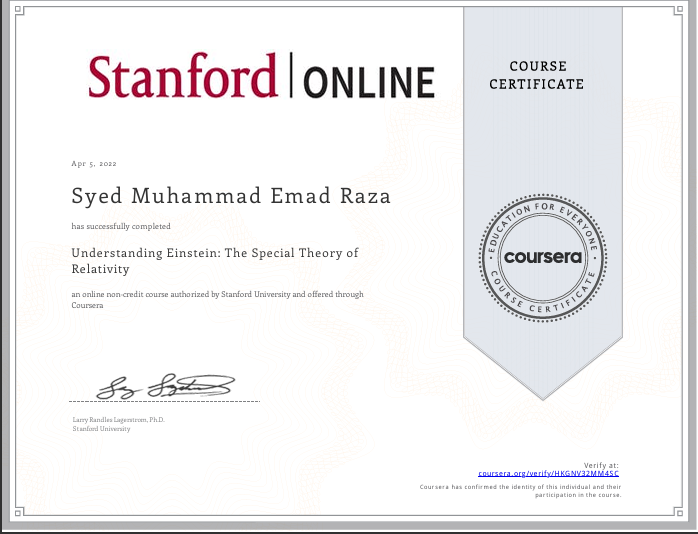 Stanford | ONLINE
COURSE
CERTIFICATE
Apr 5, 2022
Syed Muhammad Emad Raza
has successfully completed
Understanding Einstein: The Special Theory of
Relativity
an online non-credit course authorized by Stanford University and offered through
Coursera
EDUCATION FOR EVERYONE
coursera
COURSE CERTIFICATE
Larry Randles Lagerstrom, Ph.D.
Stanford University
Verify at:
coursera.org/verify/HKGNV32MM4SC
Coursera has confirmed the identity of this individual and their
participation in the course.